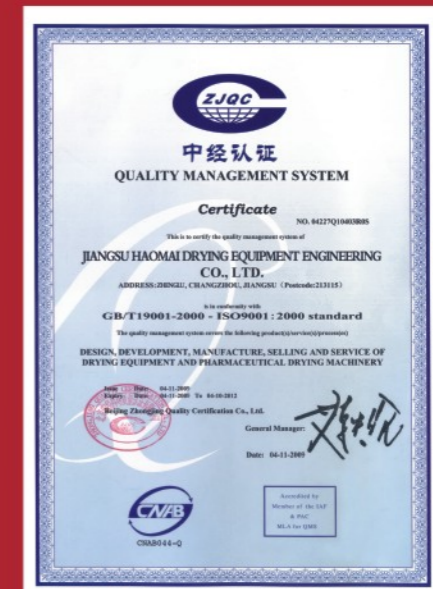 ZJQC
中经认证
QUALITY MANAGEMENT SYSTEM
Certificate
NO. 04227Q10403R0S
This is to certify the quality management system of
JIANGSU HAOMAI DRYING EQUIPMENT ENGINEERING
CO., LTD.
ADDRESS: ZHENGLU, CHANGZHOU, JIANGSU (Postcode:213115)
is in conformity with
GB/T19001-2000 - ISO9001:2000 standard
The quality management system covers the following product(s)/service(s)/process(es)
DESIGN, DEVELOPMENT, MANUFACTURE, SELLING AND SERVICE OF
DRYING EQUIPMENT AND PHARMACEUTICAL DRYING MACHINERY
Issue Date: 04-11-2009
Expiry Date: 04-11-2009 To 04-10-2012
Beijing Zhongjing Quality Certification Co., Ltd.
General Manager:
Date: 04-11-2009
CNAB
CNAB044-Q
Accredited by
Member of the IAF
& PAC
MLA for QMS